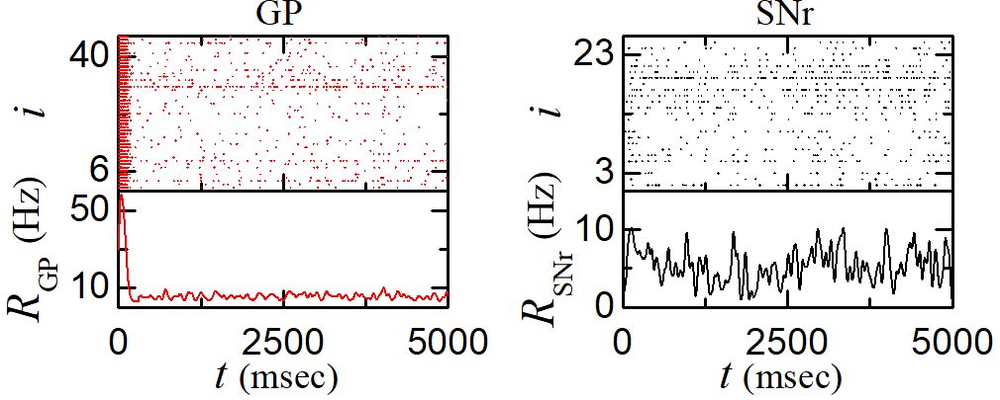 GP
40
i
6
50
R_GP (Hz)
10
0 2500 5000
t (msec)
SNr
23
i
3
10
R_SNr (Hz)
0
0 2500 5000
t (msec)